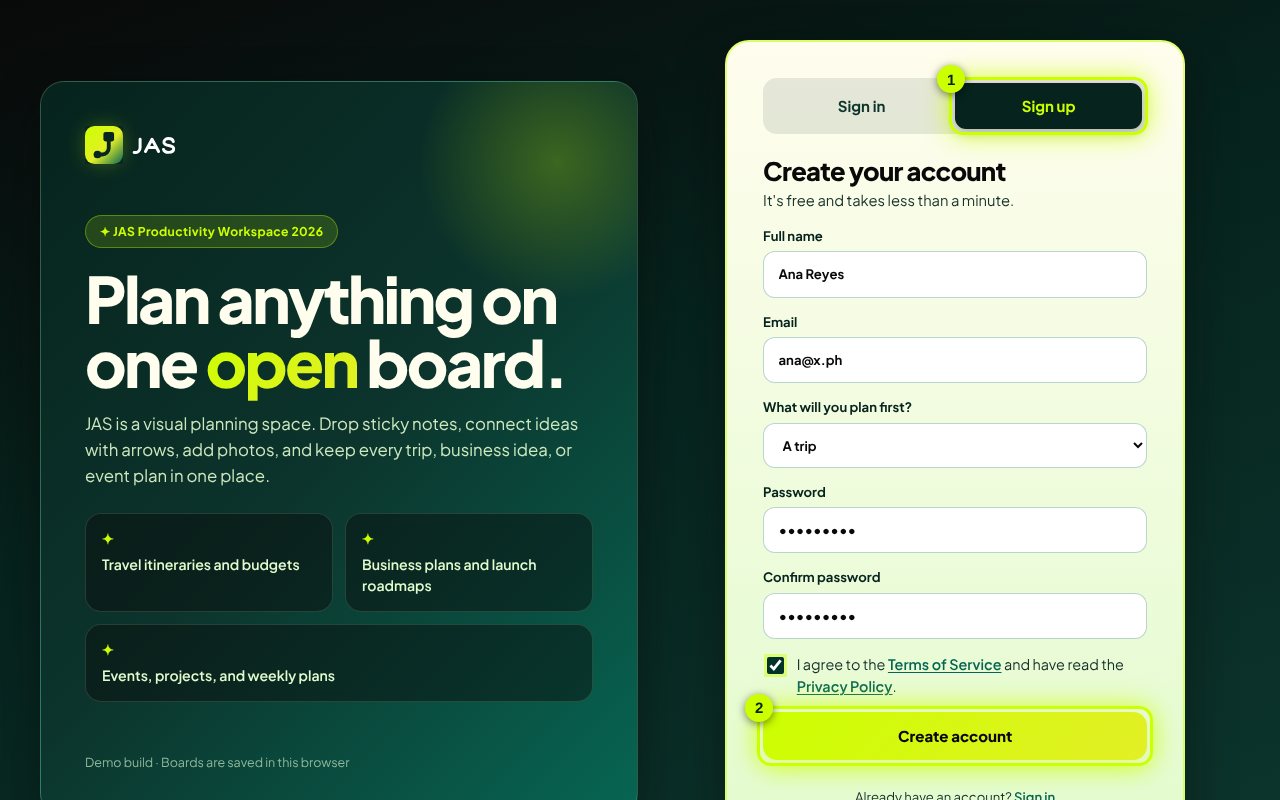 JAS
✦ JAS Productivity Workspace 2026
Plan anything on
one open board.
JAS is a visual planning space. Drop sticky notes, connect ideas
with arrows, add photos, and keep every trip, business idea, or
event plan in one place.
✦
Travel itineraries and budgets
✦
Business plans and launch
roadmaps
✦
Events, projects, and weekly plans
Demo build · Boards are saved in this browser
Sign in
1
Sign up
Create your account
It's free and takes less than a minute.
Full name
Ana Reyes
Email
ana@x.ph
What will you plan first?
A trip
Password
•••••••••
Confirm password
•••••••••
I agree to the Terms of Service and have read the
Privacy Policy.
2
Create account
Already have an account? Sign in